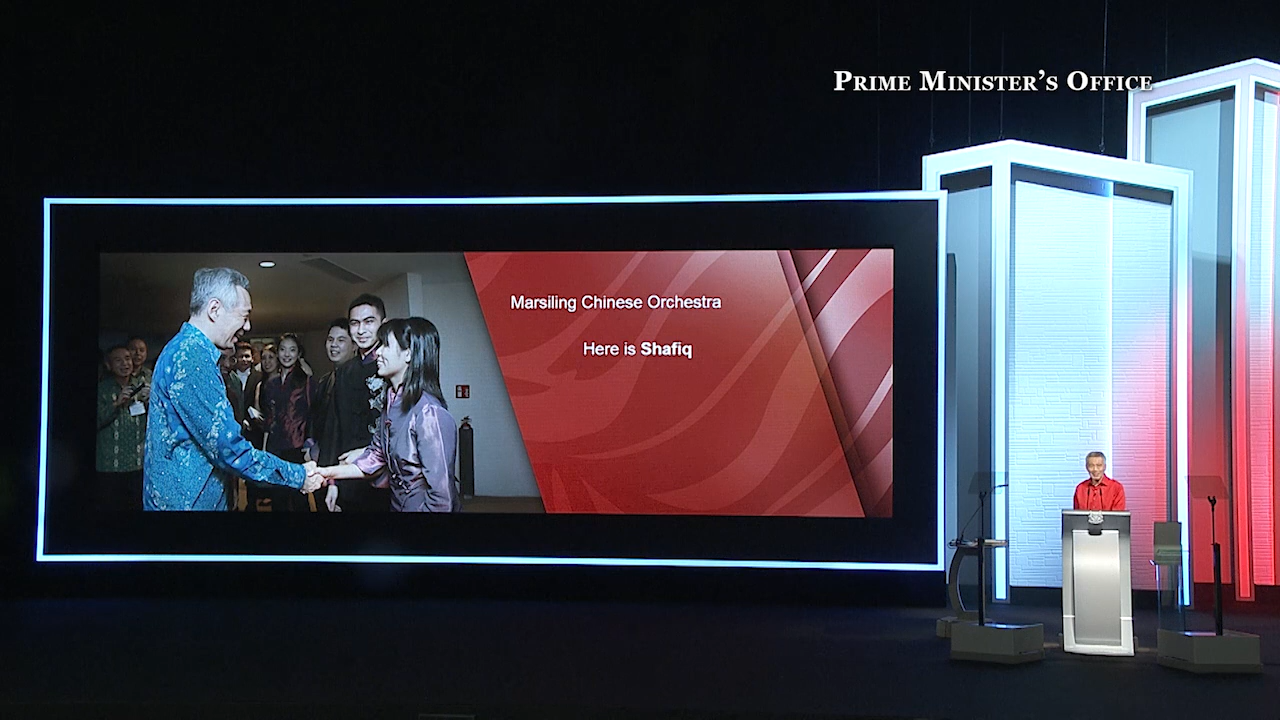 PRIME MINISTER'S OFFICE
Marsiling Chinese Orchestra
Here is Shafiq